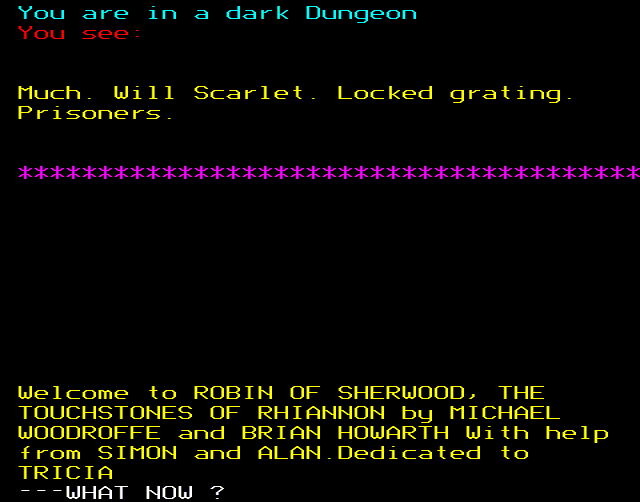 You are in a dark Dungeon
You see:
Much. Will Scarlet. Locked grating.
Prisoners.
****************************************
Welcome to ROBIN OF SHERWOOD, THE
TOUCHSTONES OF RHIANNON by MICHAEL
WOODROFFE and BRIAN HOWARTH With help
from SIMON and ALAN.Dedicated to
TRICIA
---WHAT NOW ?